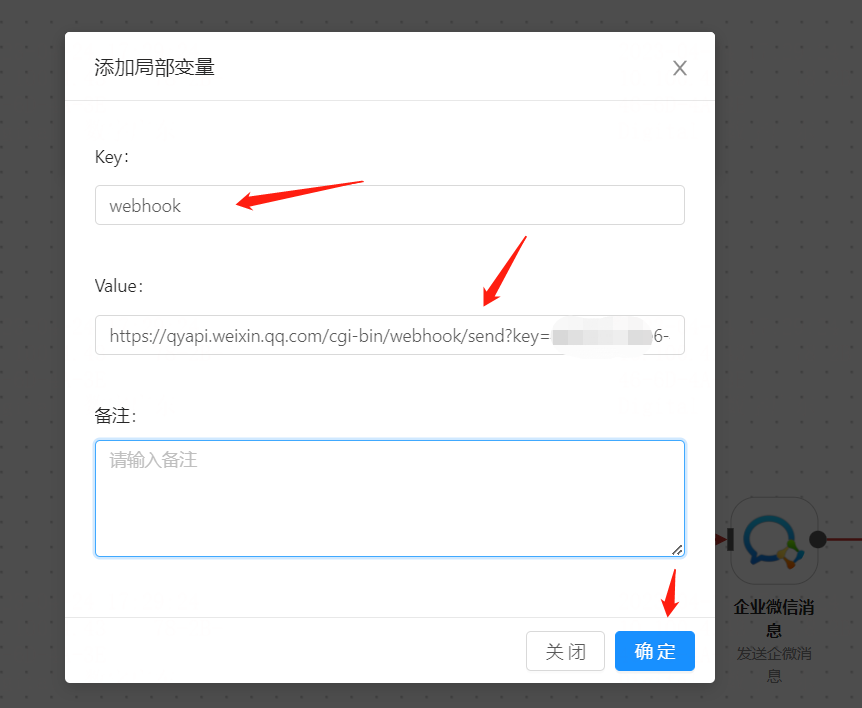 添加局部变量
Key:
webhook
Value:
https://qyapi.weixin.qq.com/cgi-bin/webhook/send?key=6-
备注:
请输入备注
关 闭
确 定
企业微信消
息
发送企微消
息